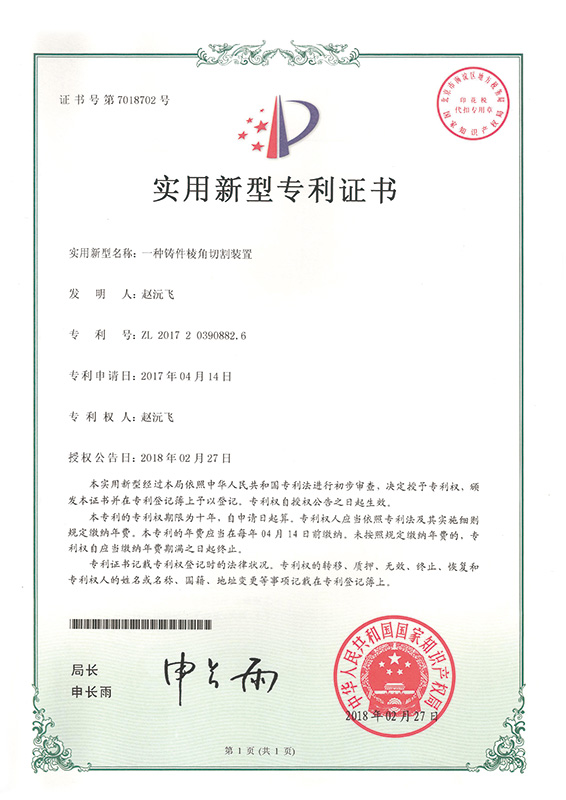 证书号第7018702号
北京市海淀区地方税务局
印花税
代扣专用章
国家知识产权局
实用新型专利证书
实用新型名称：一种铸件棱角切割装置
发明人：赵沅飞
专利号：ZL 2017 2 0390882.6
专利申请日：2017年04月14日
专利权人：赵沅飞
授权公告日：2018年02月27日
本实用新型经过本局依照中华人民共和国专利法进行初步审查，决定授予专利权、颁
发本证书并在专利登记簿上予以登记。专利权自授权公告之日起生效。
本专利的专利权期限为十年，自申请日起算。专利权人应当依照专利法及其实施细则
规定缴纳年费。本专利的年费应当在每年04月14日前缴纳。未按照规定缴纳年费的，专利
权自应当缴纳年费期满之日起终止。
专利证书记载专利权登记时的法律状况。专利权的转移、质押、无效、终止、恢复和
专利权人的姓名或名称、国籍、地址变更等事项记载在专利登记簿上。
局长
申长雨
申长雨
中华人民共和国国家知识产权局
2018年02月27日
第1页（共1页）